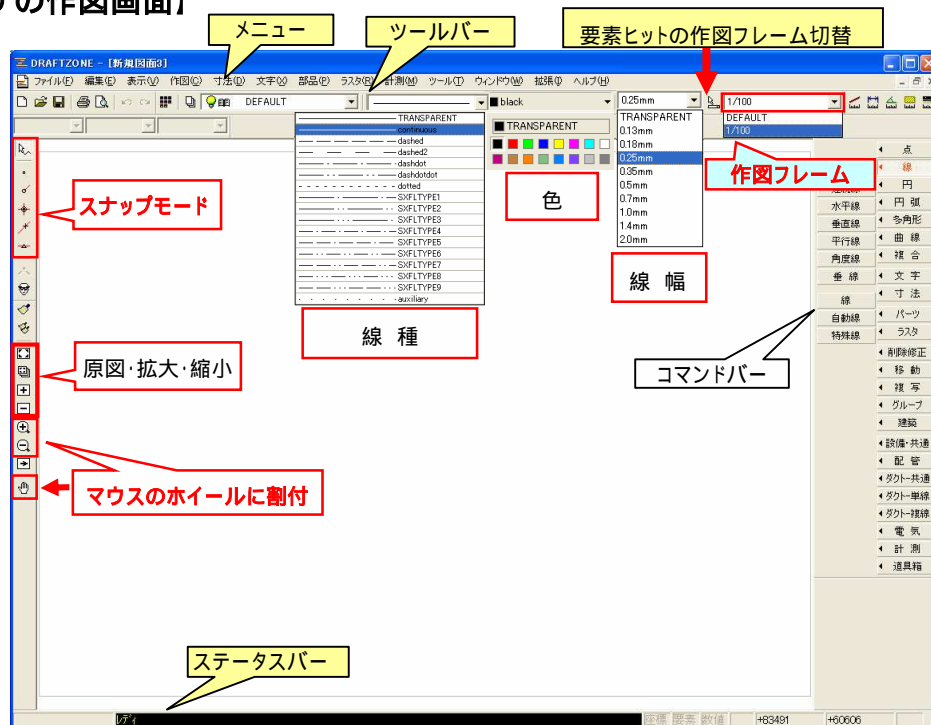 の作図画面】
メニュー
ツールバー
要素ヒットの作図フレーム切替
DRAFTZONE - [新規図面3]
ファイル(F) 編集(E) 表示(V) 作図(C) 寸法(D) 文字(X) 部品(P) ラスタ(R) 計測(M) ツール(T) ウィンドウ(W) 拡張(I) ヘルプ(H)
DEFAULT
black
0.25mm
1/100
TRANSPARENT
continuous
dashed
dashed2
dashdot
dashdotdot
dotted
SXFLTYPE1
SXFLTYPE2
SXFLTYPE3
SXFLTYPE4
SXFLTYPE5
SXFLTYPE6
SXFLTYPE7
SXFLTYPE8
SXFLTYPE9
auxiliary
線 種
TRANSPARENT
色
TRANSPARENT
0.13mm
0.18mm
0.25mm
0.35mm
0.5mm
0.7mm
1.0mm
1.4mm
2.0mm
線 幅
DEFAULT
1/100
作図フレーム
スナップモード
原図・拡大・縮小
マウスのホイールに割付
コマンドバー
水平線
垂直線
平行線
角度線
垂 線
線
自動線
特殊線
点
線
円
円 弧
多角形
曲 線
複 合
文 字
寸 法
パーツ
ラスタ
削除修正
移 動
複 写
グループ
建築
設備・共通
配 管
ダクト-共通
ダクト-単線
ダクト-複線
電 気
計 測
道具箱
ステータスバー
レディ
座標 要素 数値
+83491
+60606